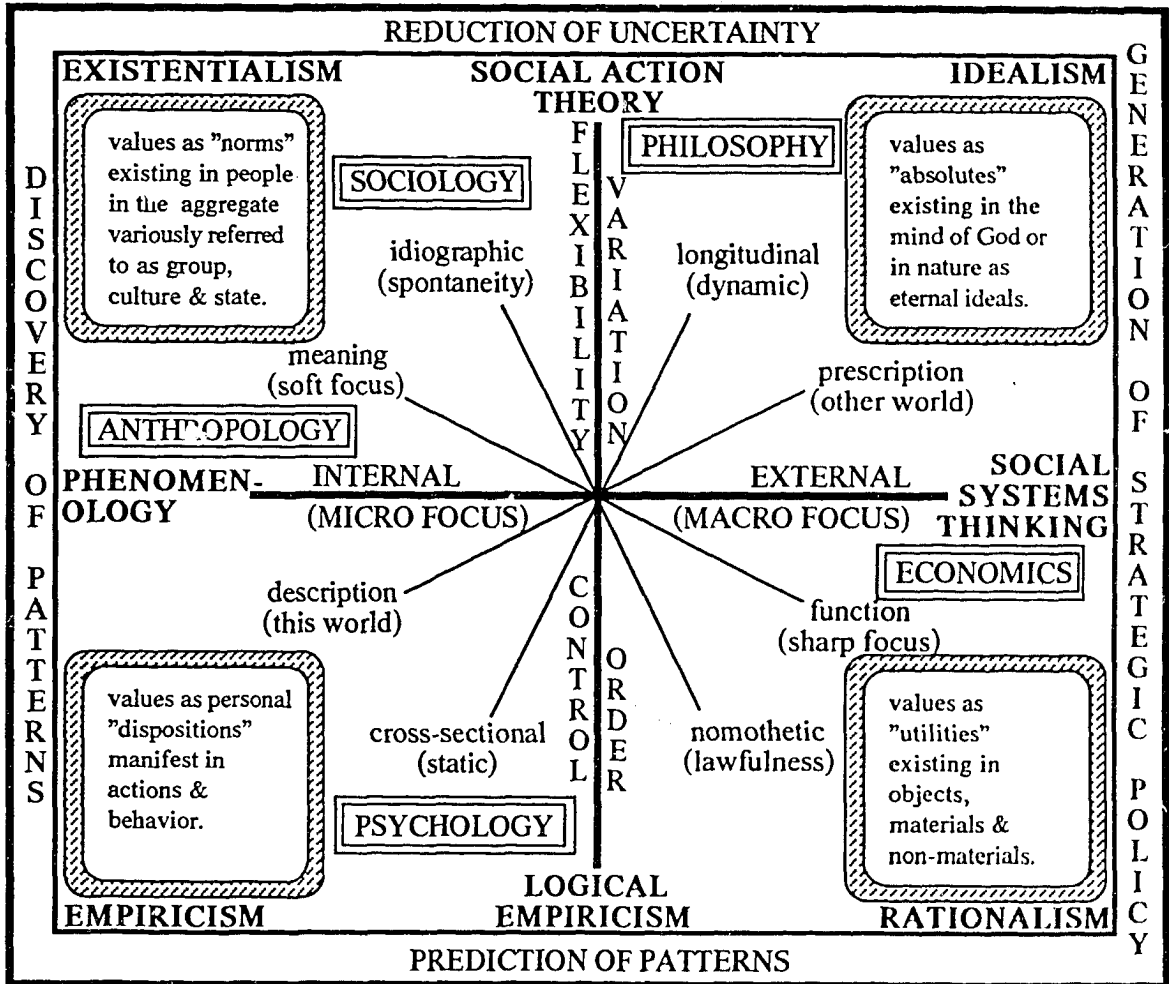 REDUCTION OF UNCERTAINTY
EXISTENTIALISM
SOCIAL ACTION
THEORY
IDEALISM
values as "norms"
existing in people
in the aggregate
variously referred
to as group,
culture & state.
SOCIOLOGY
PHILOSOPHY
values as
"absolutes"
existing in the
mind of God or
in nature as
eternal ideals.
DISCOVERY OF PATTERNS
FLEXIBILITY
VARIATION
GENERATION OF STRATEGIC POLICY
idiographic
(spontaneity)
longitudinal
(dynamic)
meaning
(soft focus)
prescription
(other world)
ANTHROPOLOGY
PHENOMEN-
OLOGY
INTERNAL
(MICRO FOCUS)
EXTERNAL
(MACRO FOCUS)
SOCIAL
SYSTEMS
THINKING
ECONOMICS
description
(this world)
CONTROL
ORDER
function
(sharp focus)
values as personal
"dispositions"
manifest in
actions &
behavior.
cross-sectional
(static)
nomothetic
(lawfulness)
values as
"utilities"
existing in
objects,
materials &
non-materials.
PSYCHOLOGY
EMPIRICISM
LOGICAL
EMPIRICISM
RATIONALISM
PREDICTION OF PATTERNS